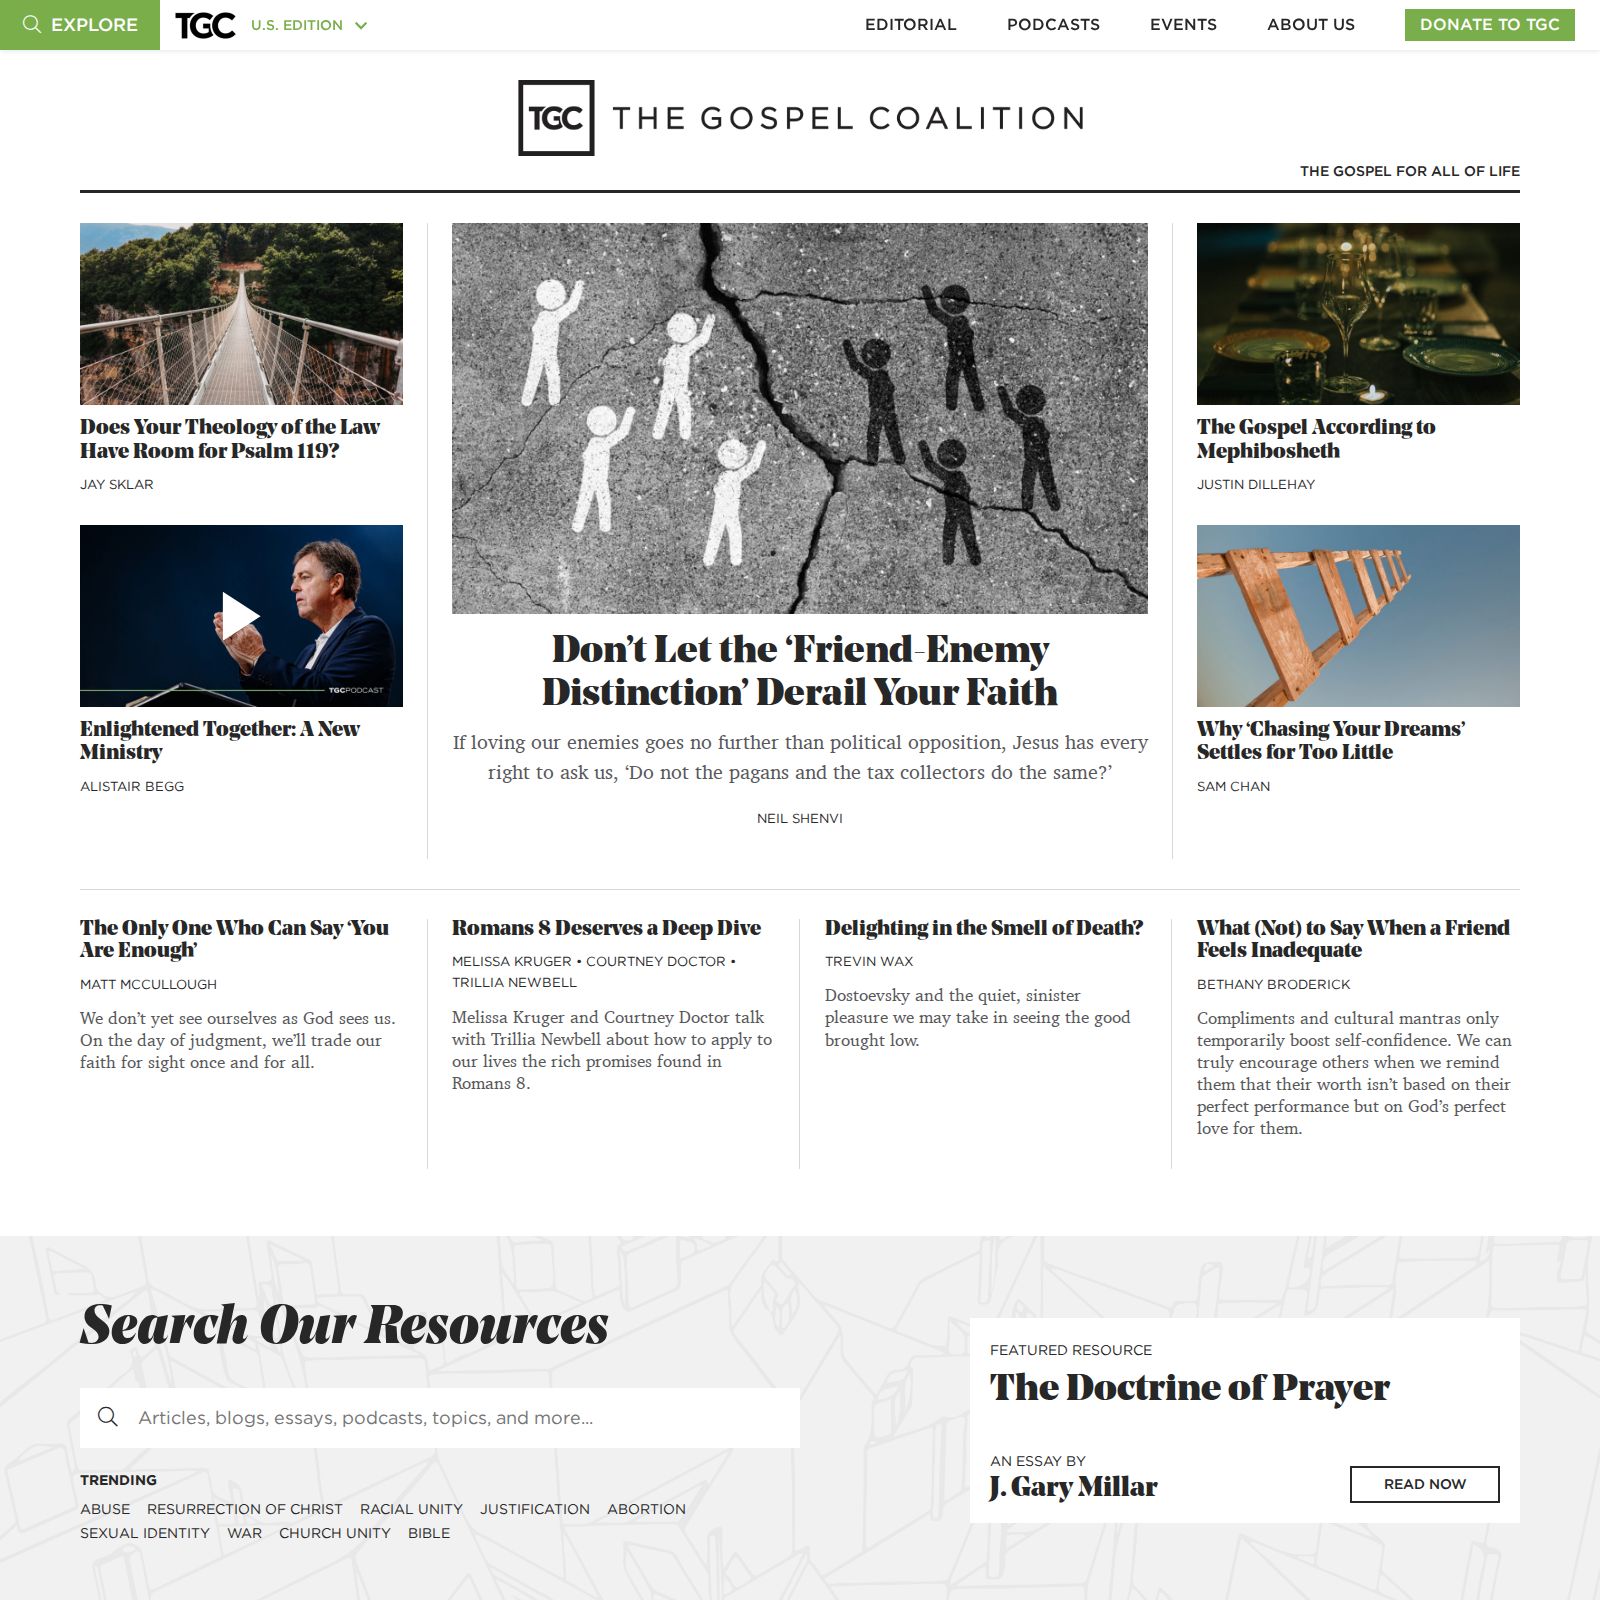 EXPLORE
TGC
U.S. EDITION
EDITORIAL
PODCASTS
EVENTS
ABOUT US
DONATE TO TGC
TGC THE GOSPEL COALITION
THE GOSPEL FOR ALL OF LIFE
Does Your Theology of the Law
Have Room for Psalm 119?
JAY SKLAR
TGCPODCAST
Enlightened Together: A New
Ministry
ALISTAIR BEGG
Don’t Let the ‘Friend-Enemy
Distinction’ Derail Your Faith
If loving our enemies goes no further than political opposition, Jesus has every
right to ask us, ‘Do not the pagans and the tax collectors do the same?’
NEIL SHENVI
The Gospel According to
Mephibosheth
JUSTIN DILLEHAY
Why ‘Chasing Your Dreams’
Settles for Too Little
SAM CHAN
The Only One Who Can Say ‘You
Are Enough’
MATT MCCULLOUGH
We don’t yet see ourselves as God sees us.
On the day of judgment, we’ll trade our
faith for sight once and for all.
Romans 8 Deserves a Deep Dive
MELISSA KRUGER • COURTNEY DOCTOR •
TRILLIA NEWBELL
Melissa Kruger and Courtney Doctor talk
with Trillia Newbell about how to apply to
our lives the rich promises found in
Romans 8.
Delighting in the Smell of Death?
TREVIN WAX
Dostoevsky and the quiet, sinister
pleasure we may take in seeing the good
brought low.
What (Not) to Say When a Friend
Feels Inadequate
BETHANY BRODERICK
Compliments and cultural mantras only
temporarily boost self-confidence. We can
truly encourage others when we remind
them that their worth isn’t based on their
perfect performance but on God’s perfect
love for them.
Search Our Resources
Articles, blogs, essays, podcasts, topics, and more...
TRENDING
ABUSE RESURRECTION OF CHRIST RACIAL UNITY JUSTIFICATION ABORTION
SEXUAL IDENTITY WAR CHURCH UNITY BIBLE
FEATURED RESOURCE
The Doctrine of Prayer
AN ESSAY BY
J. Gary Millar
READ NOW